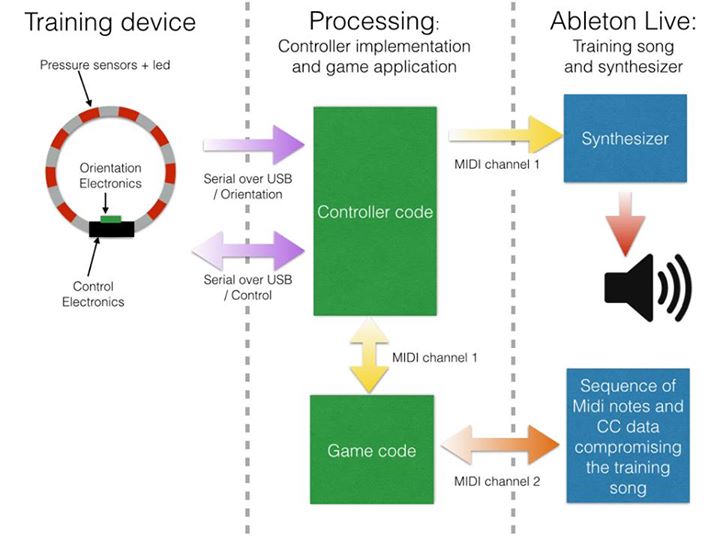 Training device
Pressure sensors + led
Orientation
Electronics
Control
Electronics
Serial over USB
/ Orientation
Serial over USB
/ Control
Processing:
Controller implementation
and game application
Controller code
MIDI channel 1
Game code
MIDI channel 1
MIDI channel 2
Ableton Live:
Training song
and synthesizer
Synthesizer
Sequence of
Midi notes and
CC data
compromising
the training
song